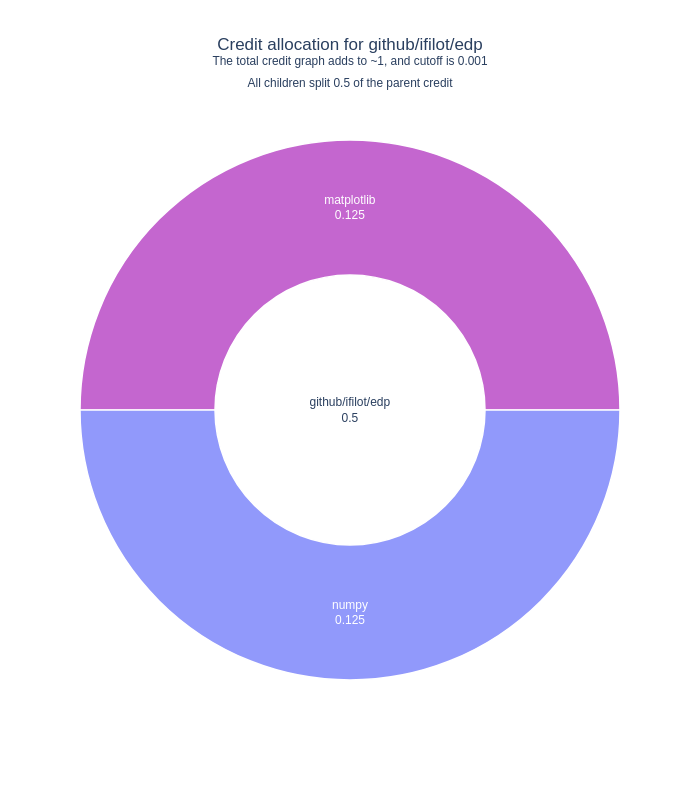 Credit allocation for github/ifilot/edp
The total credit graph adds to ~1, and cutoff is 0.001
All children split 0.5 of the parent credit
matplotlib
0.125
github/ifilot/edp
0.5
numpy
0.125